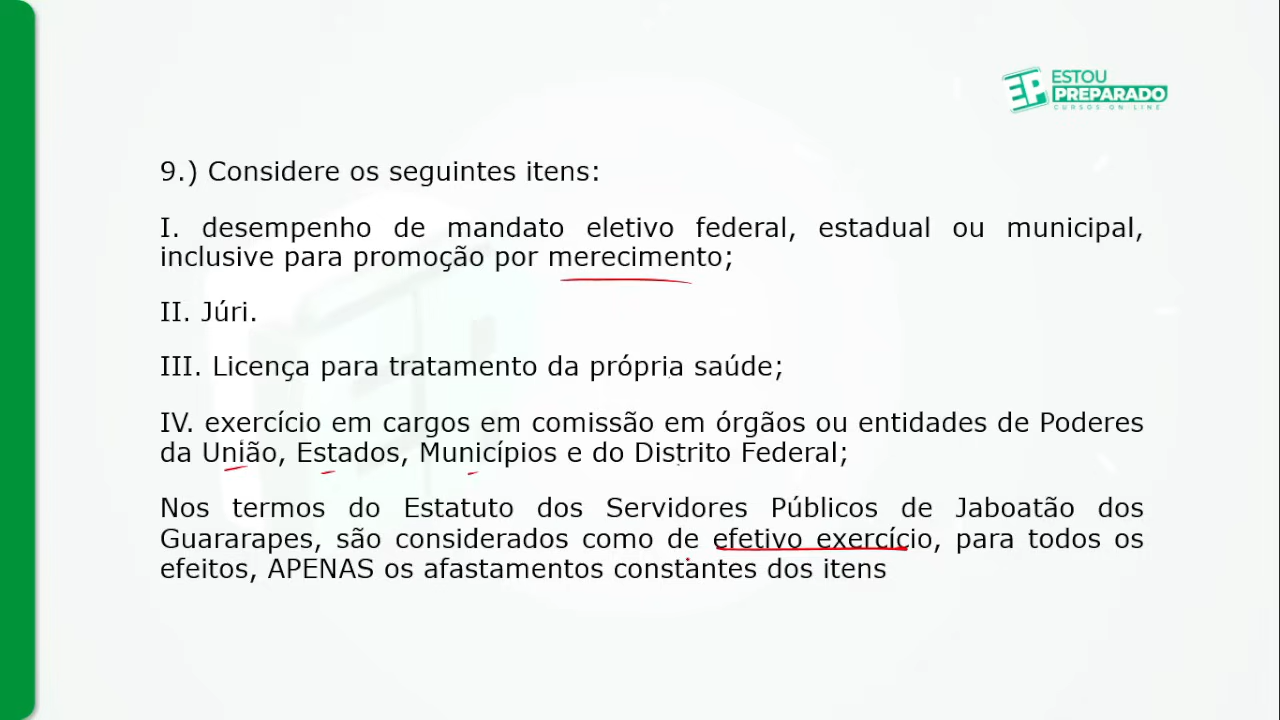 ESTOU
PREPARADO
CURSOS ON LINE
9.) Considere os seguintes itens:
I. desempenho de mandato eletivo federal, estadual ou municipal,
inclusive para promoção por merecimento;
II. Júri.
III. Licença para tratamento da própria saúde;
IV. exercício em cargos em comissão em órgãos ou entidades de Poderes
da União, Estados, Municípios e do Distrito Federal;
Nos termos do Estatuto dos Servidores Públicos de Jaboatão dos
Guararapes, são considerados como de efetivo exercício, para todos os
efeitos, APENAS os afastamentos constantes dos itens